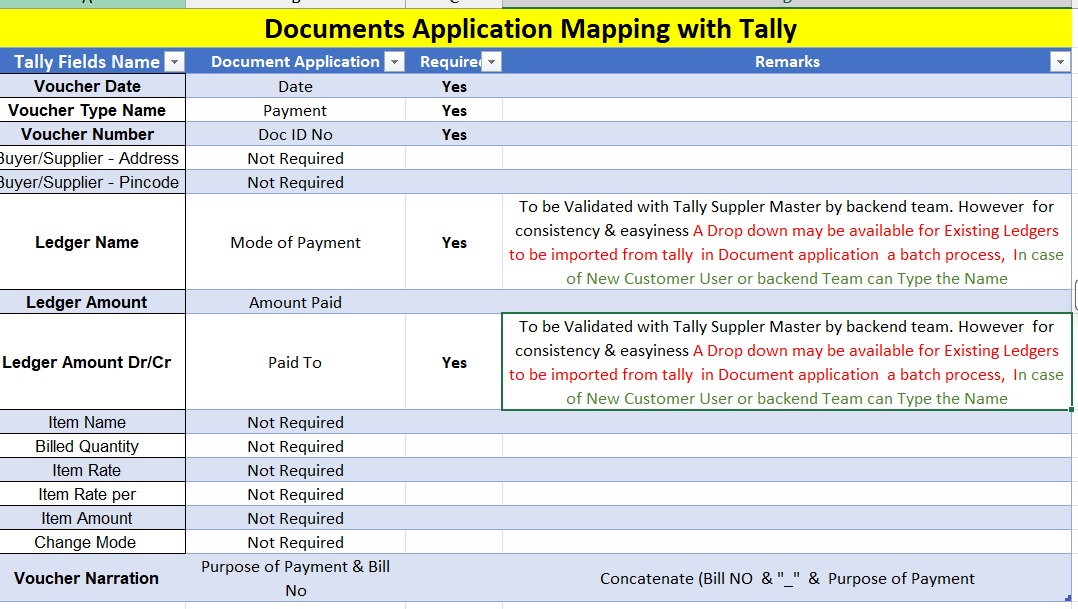 Documents Application Mapping with Tally
Tally Fields Name Document Application Require Remarks
Voucher Date Date Yes
Voucher Type Name Payment Yes
Voucher Number Doc ID No Yes
Buyer/Supplier - Address Not Required
Buyer/Supplier - Pincode Not Required
Ledger Name Mode of Payment Yes
To be Validated with Tally Suppler Master by backend team. However for
consistency & easyiness A Drop down may be available for Existing Ledgers
to be imported from tally in Document application a batch process, In case
of New Customer User or backend Team can Type the Name
Ledger Amount Amount Paid
Ledger Amount Dr/Cr Paid To Yes
To be Validated with Tally Suppler Master by backend team. However for
consistency & easyiness A Drop down may be available for Existing Ledgers
to be imported from tally in Document application a batch process, In case
of New Customer User or backend Team can Type the Name
Item Name Not Required
Billed Quantity Not Required
Item Rate Not Required
Item Rate per Not Required
Item Amount Not Required
Change Mode Not Required
Voucher Narration
Purpose of Payment & Bill
No
Concatenate (Bill NO & "_" & Purpose of Payment